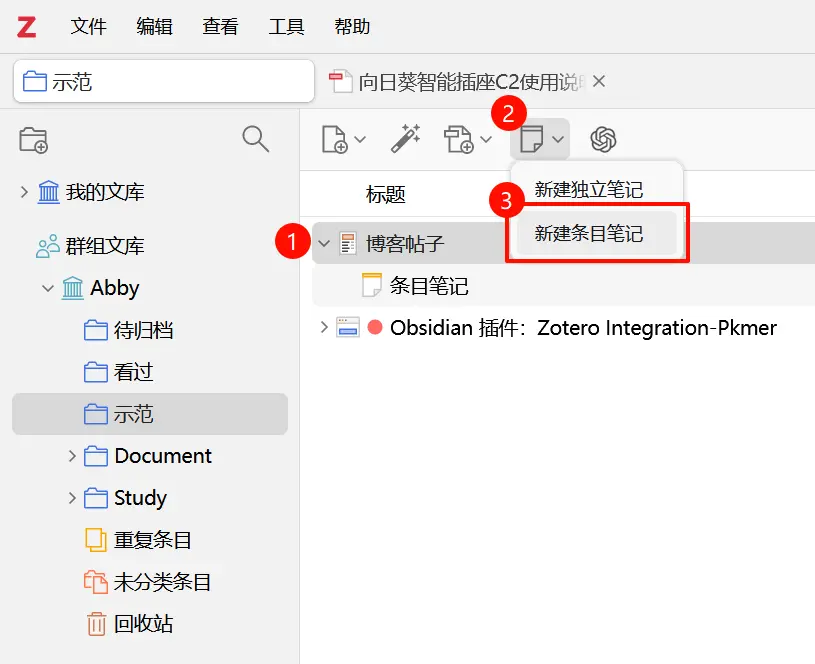 Z 文件 编辑 查看 工具 帮助
示范 向日葵智能插座C2使用说
2
我的文库
标题
新建独立笔记
3
新建条目笔记
1
博客帖子
群组文库
Abby
条目笔记
待归档
Obsidian 插件：Zotero Integration-Pkmer
看过
示范
Document
Study
重复条目
未分类条目
回收站